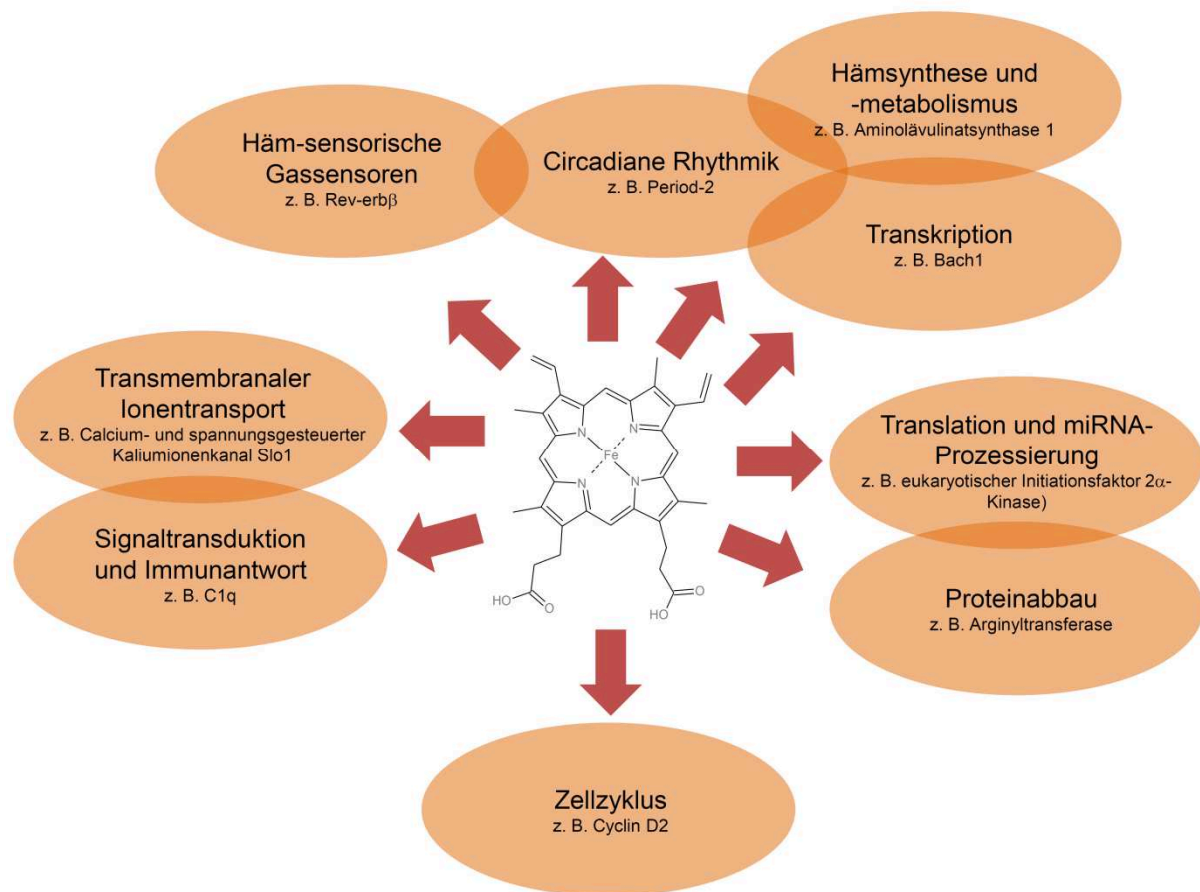 Hämsynthese und
-metabolismus
z. B. Aminolävulinatsynthase 1
Häm-sensorische
Gassensoren
z. B. Rev-erbβ
Circadiane Rhythmik
z. B. Period-2
Transkription
z. B. Bach1
Transmembranaler
Ionentransport
z. B. Calcium- und spannungsgesteuerter
Kaliumionenkanal Slo1
Translation und miRNA-
Prozessierung
z. B. eukaryotischer Initiationsfaktor 2α-
Kinase)
Signaltransduktion
und Immunantwort
z. B. C1q
Proteinabbau
z. B. Arginyltransferase
N
N
Fe
N
N
HO
O
HO
O
Zellzyklus
z. B. Cyclin D2